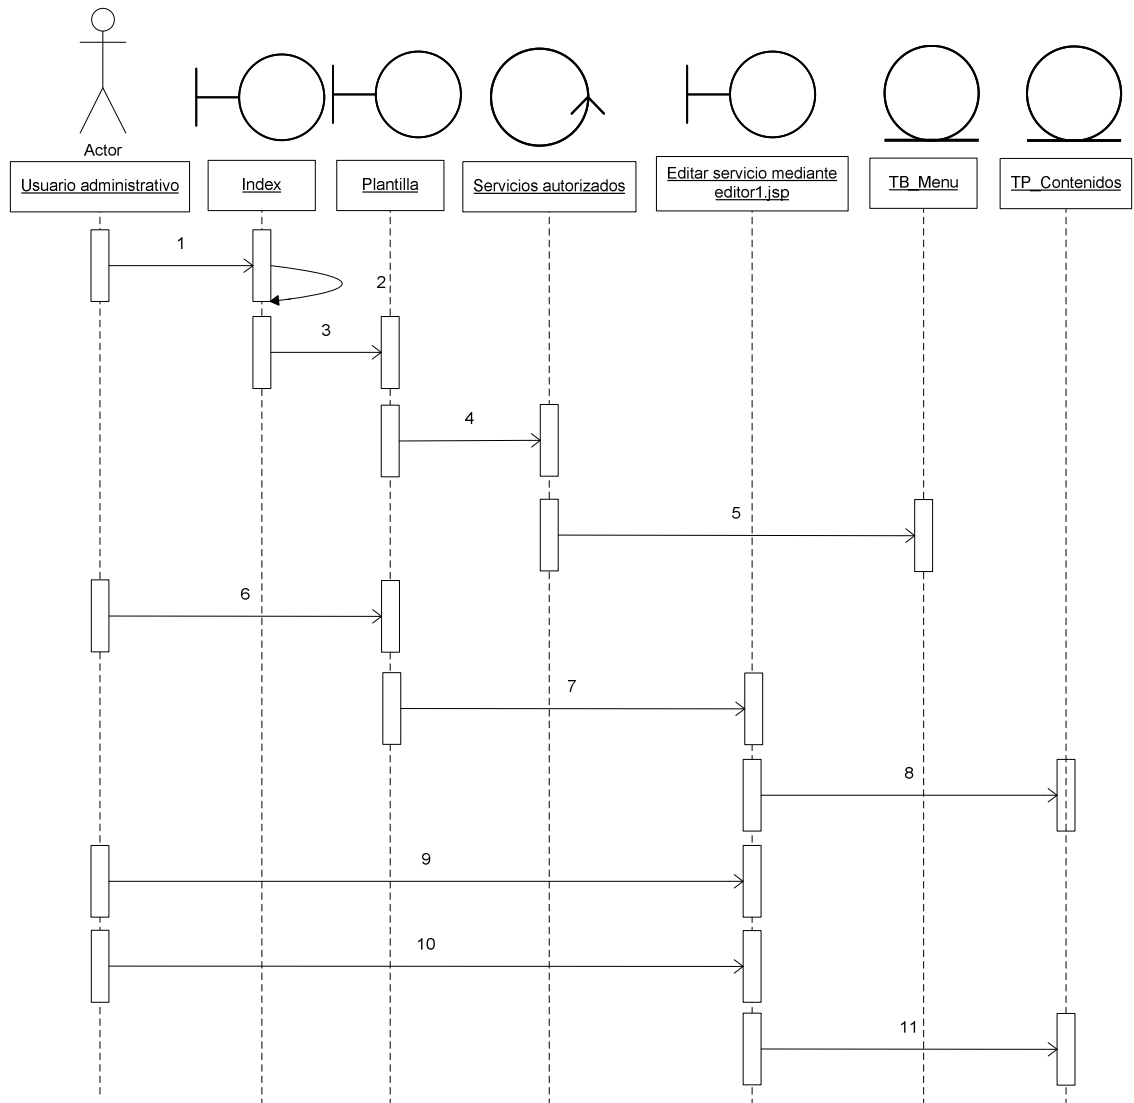 Actor
Usuario administrativo
Index
Plantilla
Servicios autorizados
Editar servicio mediante
editor1.jsp
TB_Menu
TP_Contenidos
1
2
3
4
5
6
7
8
9
10
11